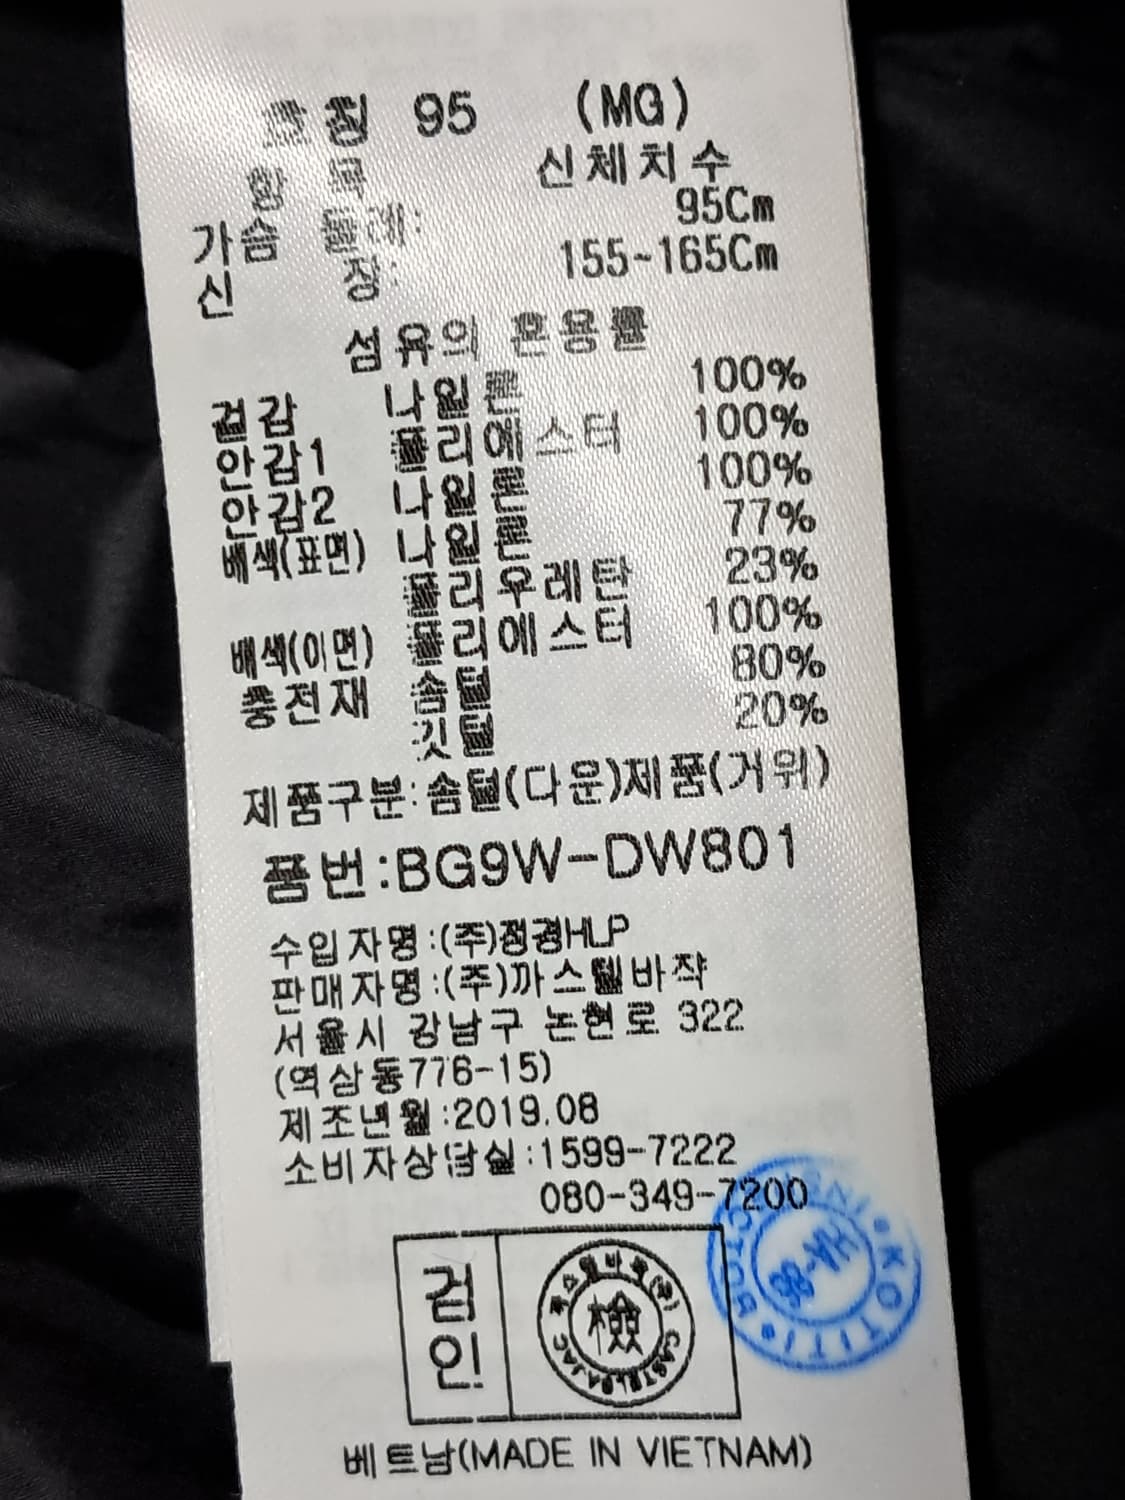 호칭 95 (MG)
항 목 신체치수
가슴 둘레: 95Cm
신 장: 155~165Cm
섬유의 혼용률
겉감 나일론 100%
안감1 폴리에스터 100%
안감2 나일론 100%
배색(표면) 나일론 77%
폴리우레탄 23%
배색(이면) 폴리에스터 100%
충전재 솜털 80%
깃털 20%
제품구분:솜털(다운)제품(거위)
품번:BG9W-DW801
수입자명:(주)정경HLP
판매자명:(주)까스텔바작
서울시 강남구 논현로 322
(역삼동776-15)
제조년월:2019.08
소비자상담실:1599-7222
080-349-7200
검인
檢
CASTELBAJAC
KOTITI
베트남(MADE IN VIETNAM)